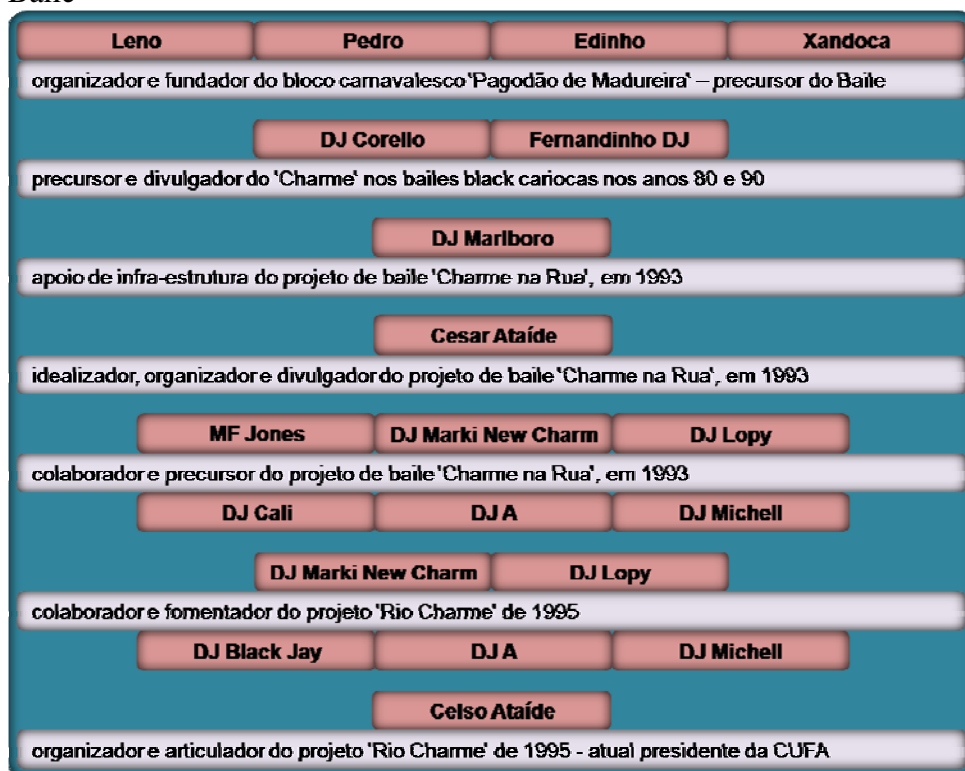 Baile
Leno Pedro Edinho Xandoca
organizador e fundador do bloco carnavalesco 'Pagodão de Madureira' – precursor do Baile
DJ Corello Fernandinho DJ
precursor e divulgador do 'Charme' nos bailes black cariocas nos anos 80 e 90
DJ Marlboro
apoio de infra-estrutura do projeto de baile 'Charme na Rua', em 1993
Cesar Ataíde
idealizador, organizador e divulgador do projeto de baile 'Charme na Rua', em 1993
MF Jones DJ Marki New Charm DJ Lopy
colaborador e precursor do projeto de baile 'Charme na Rua', em 1993
DJ Cali DJ A DJ Michell
DJ Marki New Charm DJ Lopy
colaborador e fomentador do projeto 'Rio Charme' de 1995
DJ Black Jay DJ A DJ Michell
Celso Ataíde
organizador e articulador do projeto 'Rio Charme' de 1995 - atual presidente da CUFA